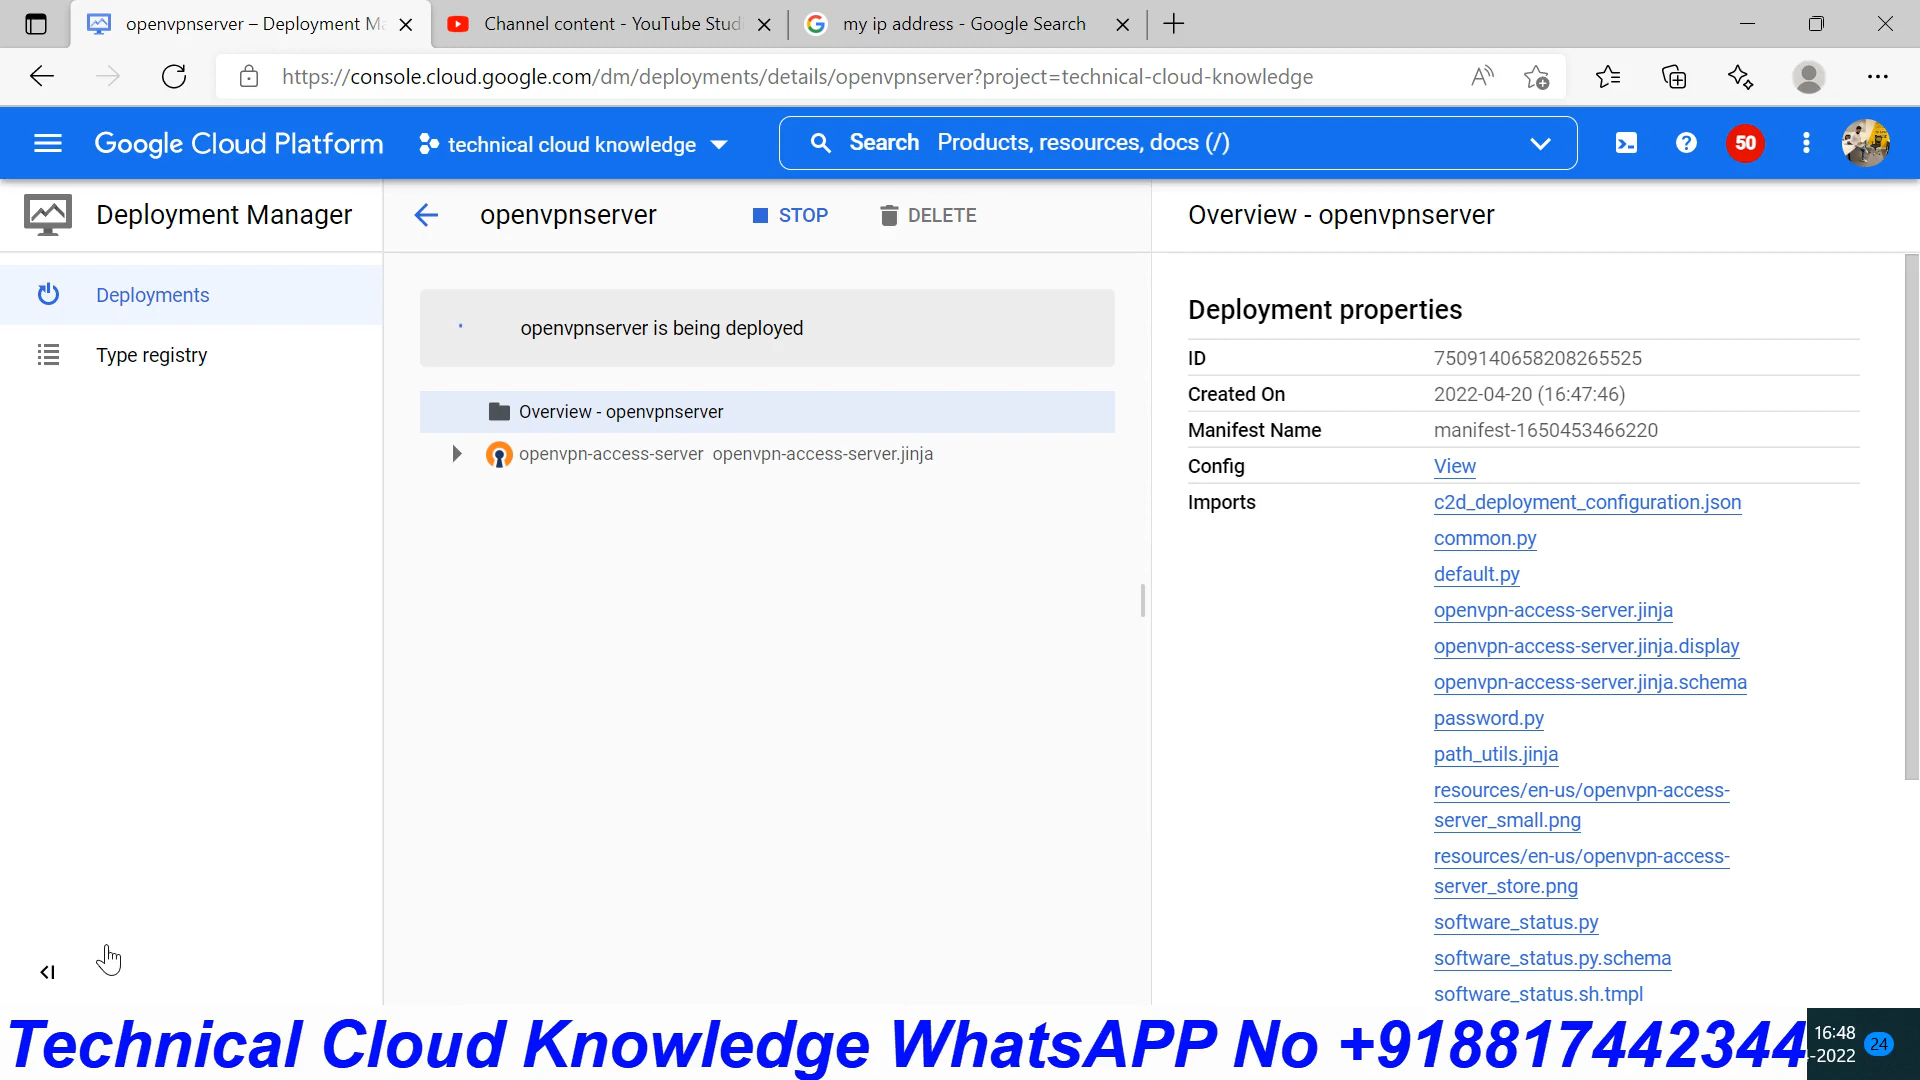 openvpnserver – Deployment Ma
Channel content - YouTube Studi
my ip address - Google Search
https://console.cloud.google.com/dm/deployments/details/openvpnserver?project=technical-cloud-knowledge
Google Cloud Platform
technical cloud knowledge
Search Products, resources, docs (/)
50
Deployment Manager
openvpnserver
STOP
DELETE
Overview - openvpnserver
Deployments
Type registry
openvpnserver is being deployed
Overview - openvpnserver
openvpn-access-server openvpn-access-server.jinja
Deployment properties
ID 7509140658208265525
Created On 2022-04-20 (16:47:46)
Manifest Name manifest-1650453466220
Config View
Imports c2d_deployment_configuration.json
common.py
default.py
openvpn-access-server.jinja
openvpn-access-server.jinja.display
openvpn-access-server.jinja.schema
password.py
path_utils.jinja
resources/en-us/openvpn-access-
server_small.png
resources/en-us/openvpn-access-
server_store.png
software_status.py
software_status.py.schema
software_status.sh.tmpl
Technical Cloud Knowledge WhatsAPP No +918817442344
16:48
-2022
24